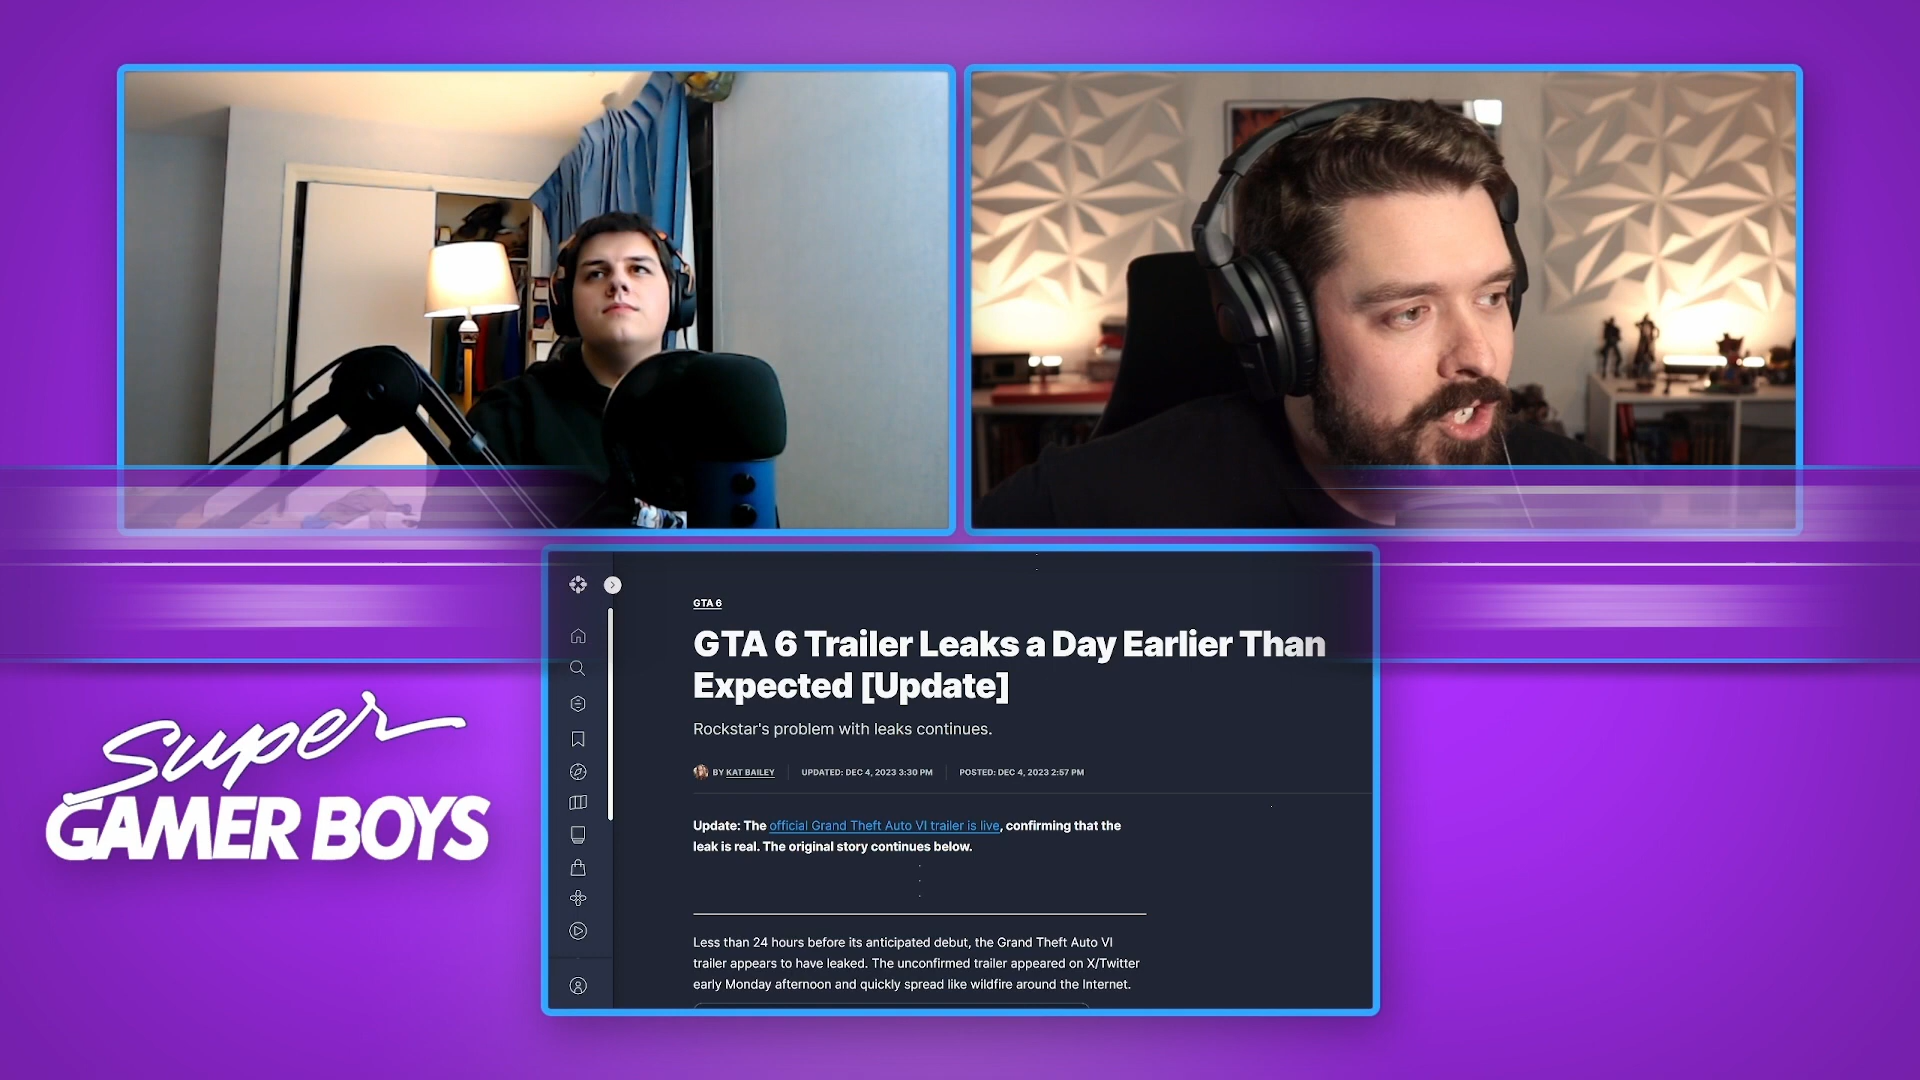 GTA 6
GTA 6 Trailer Leaks a Day Earlier Than
Expected [Update]
Rockstar's problem with leaks continues.
BY KAT BAILEY UPDATED: DEC 4, 2023 3:30 PM POSTED: DEC 4, 2023 2:57 PM
Update: The official Grand Theft Auto VI trailer is live, confirming that the
leak is real. The original story continues below.
Less than 24 hours before its anticipated debut, the Grand Theft Auto VI
trailer appears to have leaked. The unconfirmed trailer appeared on X/Twitter
early Monday afternoon and quickly spread like wildfire around the Internet.
Super
GAMER BOYS